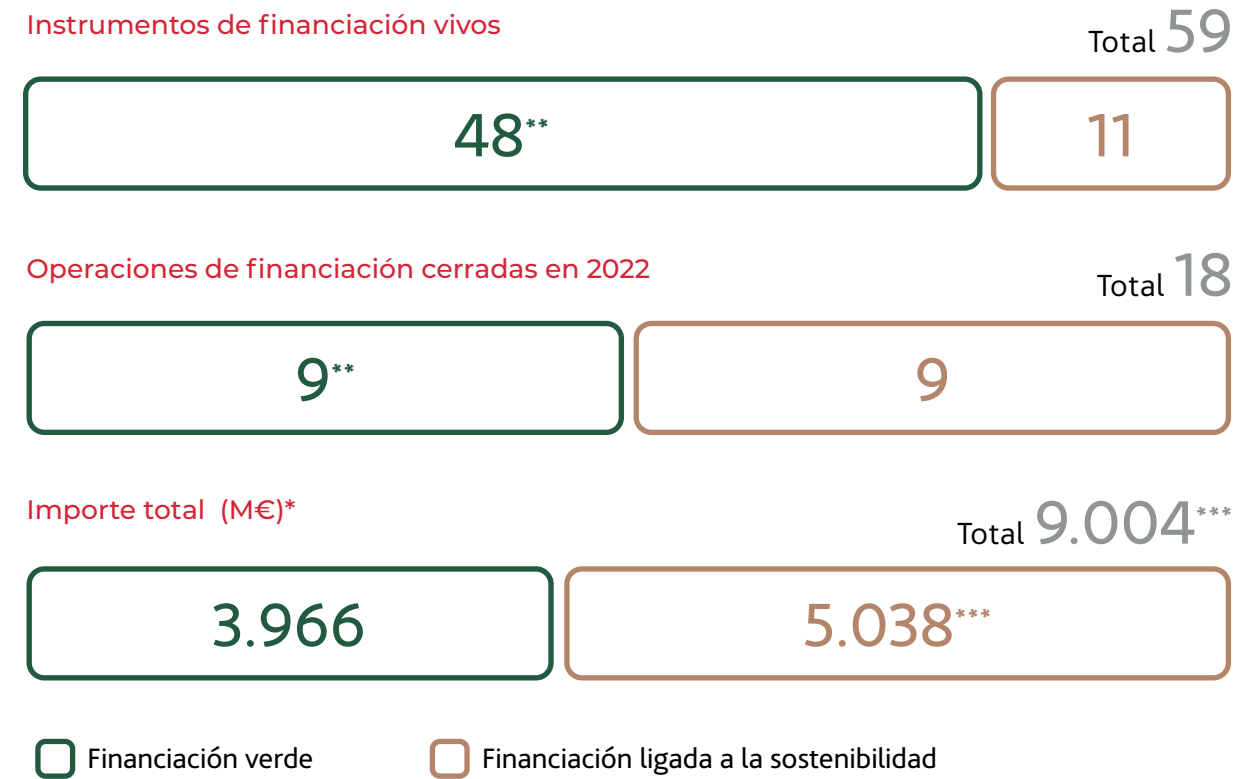 Instrumentos de financiación vivos
Total 59
48**
11
Operaciones de financiación cerradas en 2022
Total 18
9**
9
Importe total (M€)*
Total 9.004***
3.966
5.038***
Financiación verde
Financiación ligada a la sostenibilidad